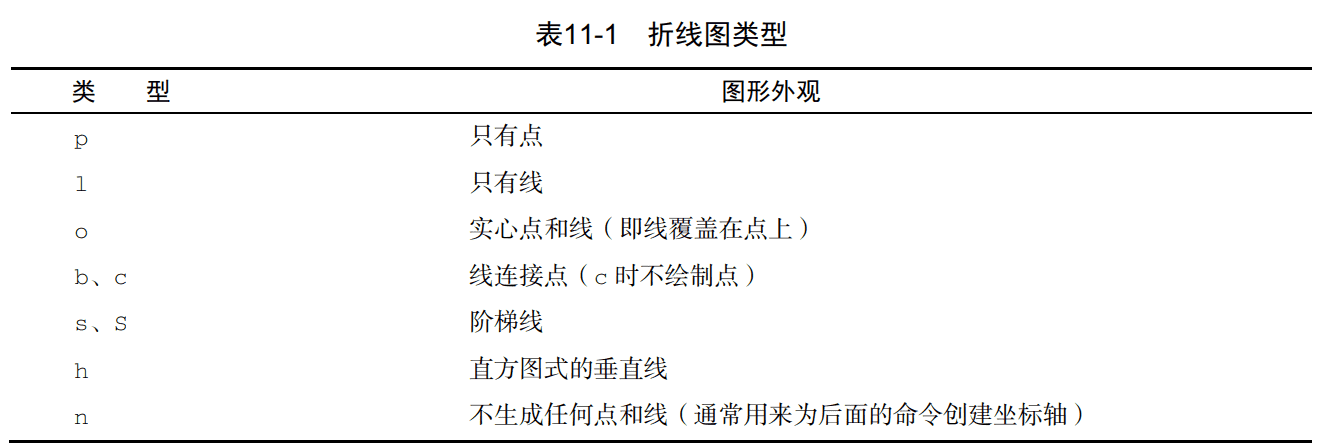 表11-1 折线图类型
类 型 图形外观
p 只有点
l 只有线
o 实心点和线（即线覆盖在点上）
b、c 线连接点（c 时不绘制点）
s、S 阶梯线
h 直方图式的垂直线
n 不生成任何点和线（通常用来为后面的命令创建坐标轴）